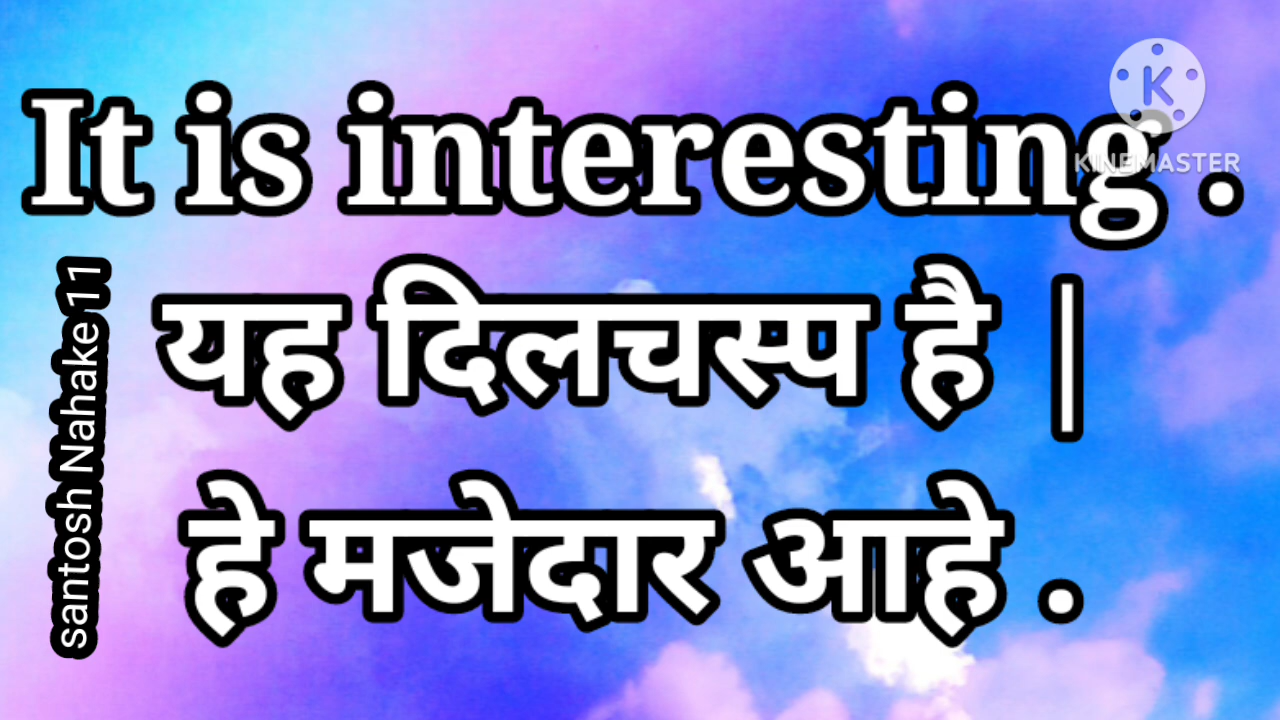 It is interesting .
यह दिलचस्प है |
हे मजेदार आहे .
santosh Nahake 11
KINEMASTER